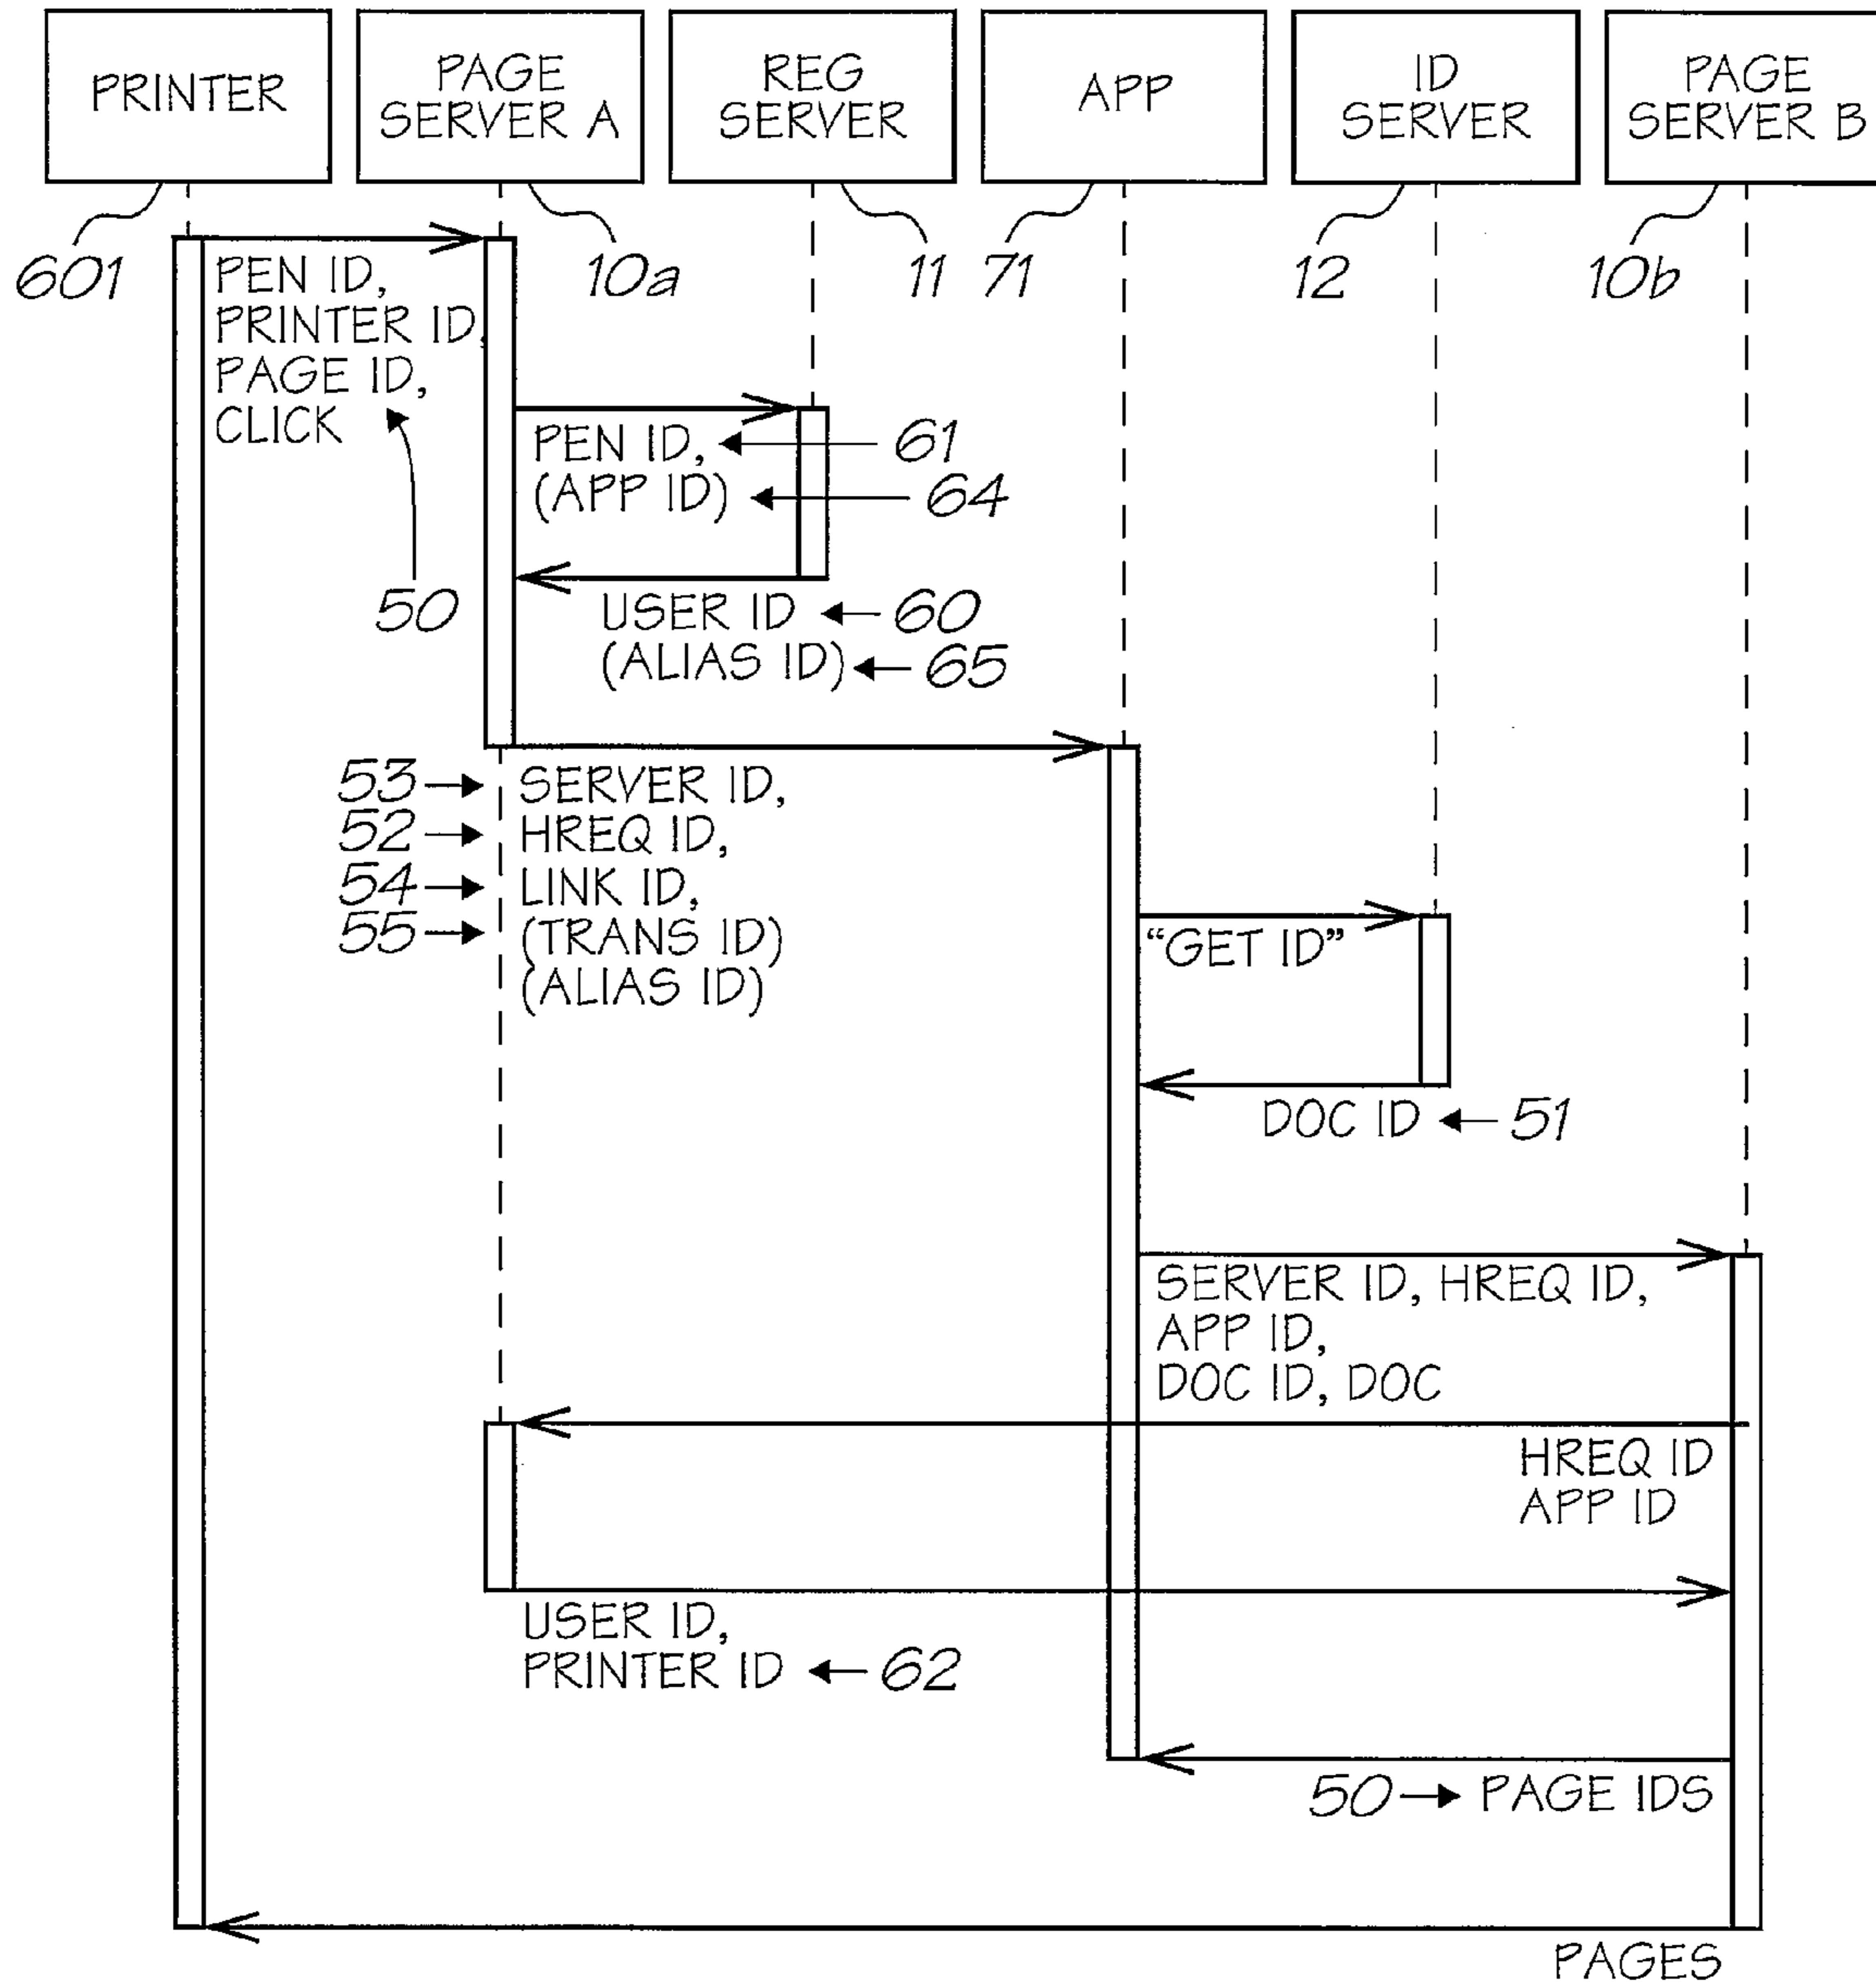 PRINTER
PAGE
SERVER A
REG
SERVER
APP
ID
SERVER
PAGE
SERVER B
601
10a
11
71
12
10b
PEN ID,
PRINTER ID,
PAGE ID,
CLICK
50
PEN ID,
61
(APP ID)
64
USER ID
60
(ALIAS ID)
65
53
SERVER ID,
52
HREQ ID,
54
LINK ID,
55
(TRANS ID)
(ALIAS ID)
“GET ID”
DOC ID
51
SERVER ID, HREQ ID,
APP ID,
DOC ID, DOC
HREQ ID
APP ID
USER ID,
PRINTER ID
62
50
PAGE IDS
PAGES